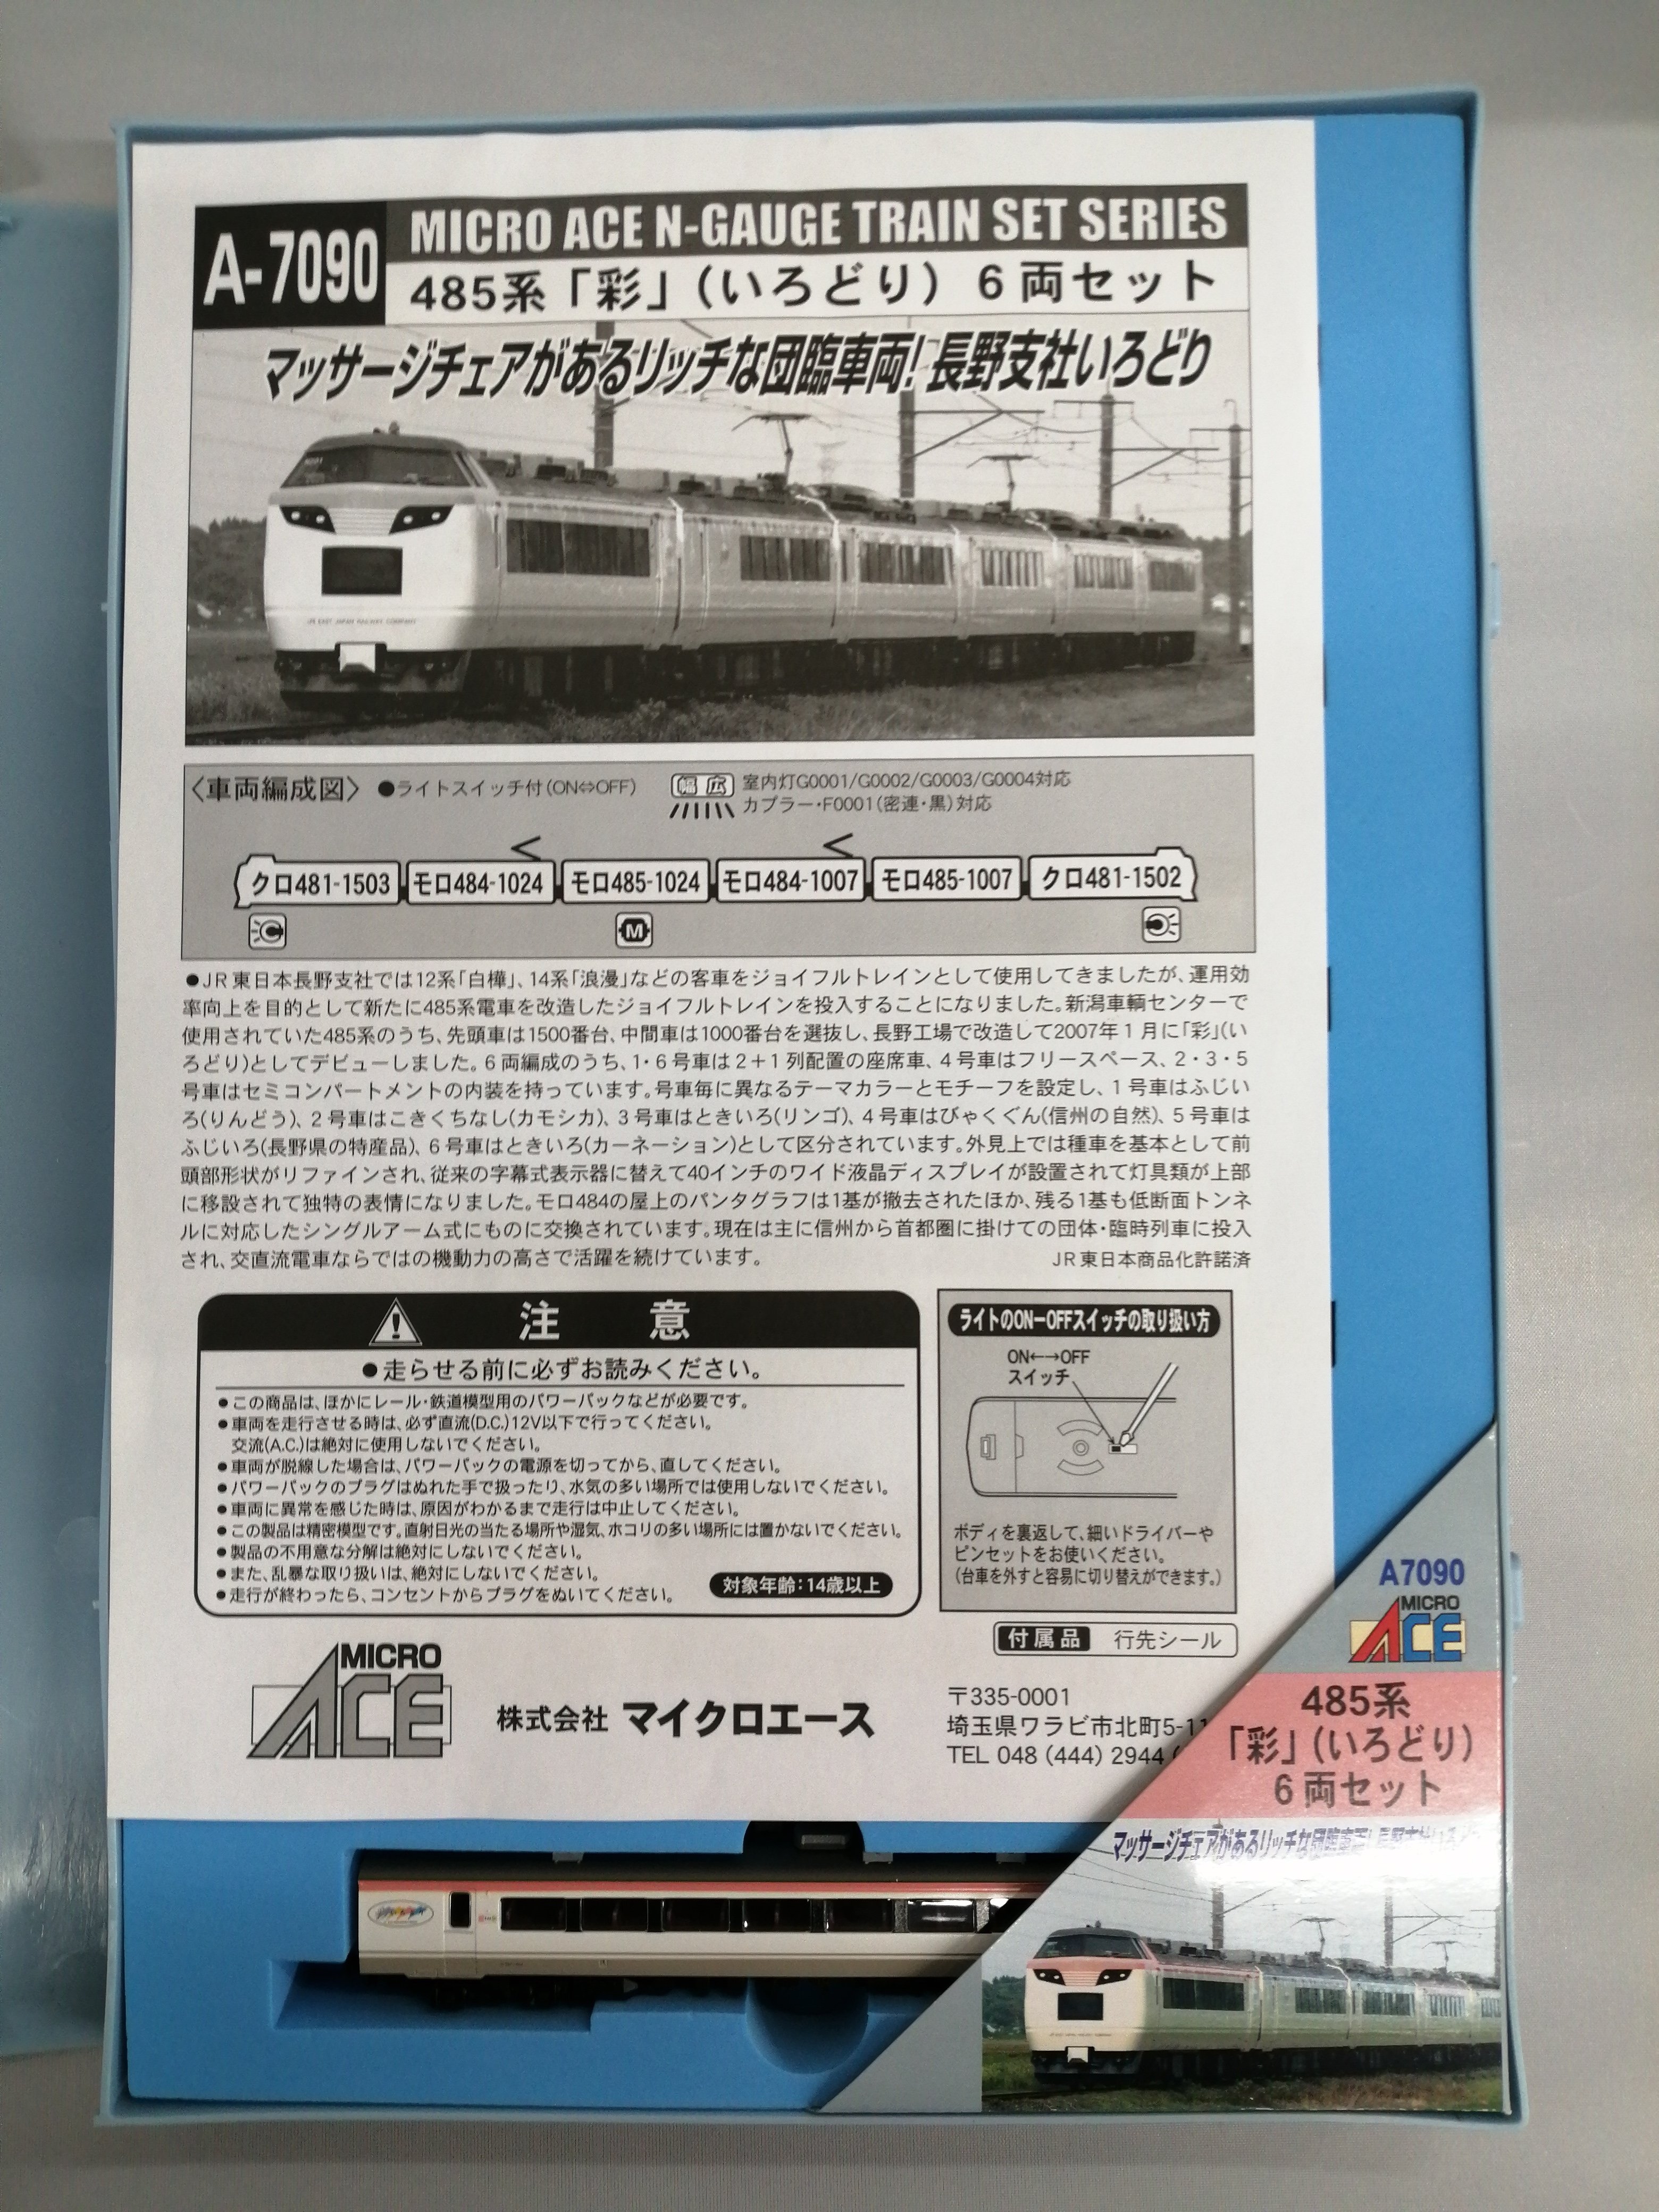 A-7090
MICRO ACE N-GAUGE TRAIN SET SERIES
485系「彩」（いろどり）６両セット
マッサージチェアがあるリッチな団臨車両！長野支社いろどり
JR EAST JAPAN RAILWAY COMPANY
〈車両編成図〉 ●ライトスイッチ付(ON⇔OFF)
幅広 室内灯G0001/G0002/G0003/G0004対応
カプラー・F0001(密連・黒)対応
クロ481-1503 モロ484-1024 モロ485-1024 モロ484-1007 モロ485-1007 クロ481-1502
M
●JR東日本長野支社では12系「白樺」、14系「浪漫」などの客車をジョイフルトレインとして使用してきましたが、運用効
率向上を目的として新たに485系電車を改造したジョイフルトレインを投入することになりました。新潟車輌センターで
使用されていた485系のうち、先頭車は1500番台、中間車は1000番台を選抜し、長野工場で改造して2007年１月に「彩」(い
ろどり)としてデビューしました。６両編成のうち、１・６号車は２＋１列配置の座席車、４号車はフリースペース、２・３・５
号車はセミコンパートメントの内装を持っています。号車毎に異なるテーマカラーとモチーフを設定し、１号車はふじい
ろ(りんどう)、２号車はこきくちなし(カモシカ)、３号車はときいろ(リンゴ)、４号車はびゃくぐん(信州の自然)、５号車は
ふじいろ(長野県の特産品)、６号車はときいろ(カーネーション)として区分されています。外見上では種車を基本として前
頭部形状がリファインされ、従来の字幕式表示器に替えて40インチのワイド液晶ディスプレイが設置されて灯具類が上部
に移設されて独特の表情になりました。モロ484の屋上のパンタグラフは1基が撤去されたほか、残る1基も低断面トンネ
ルに対応したシングルアーム式にものに交換されています。現在は主に信州から首都圏に掛けての団体・臨時列車に投入
され、交直流電車ならではの機動力の高さで活躍を続けています。 JR東日本商品化許諾済
注意
●走らせる前に必ずお読みください。
●この商品は、ほかにレール・鉄道模型用のパワーパックなどが必要です。
●車両を走行させる時は、必ず直流(D.C.)12V以下で行ってください。
交流(A.C.)は絶対に使用しないでください。
●車両が脱線した場合は、パワーパックの電源を切ってから、直してください。
●パワーパックのプラグはぬれた手で扱ったり、水気の多い場所では使用しないでください。
●車両に異常を感じた時は、原因がわかるまで走行は中止してください。
●この製品は精密模型です。直射日光の当たる場所や湿気、ホコリの多い場所には置かないでください。
●製品の不用意な分解は絶対にしないでください。
●また、乱暴な取り扱いは、絶対にしないでください。
●走行が終わったら、コンセントからプラグをぬいてください。
対象年齢：14歳以上
ライトのON－OFFスイッチの取り扱い方
ON←→OFF
スイッチ
ボディを裏返して、細いドライバーや
ピンセットをお使いください。
(台車を外すと容易に切り替えができます。)
付属品 行先シール
MICRO
ACE
株式会社 マイクロエース
〒335-0001
埼玉県ワラビ市北町5-11
TEL 048 (444) 2944
A7090
MICRO
ACE
485系
「彩」（いろどり）
６両セット
マッサージチェアがあるリッチな団臨車両！長野支社いろ